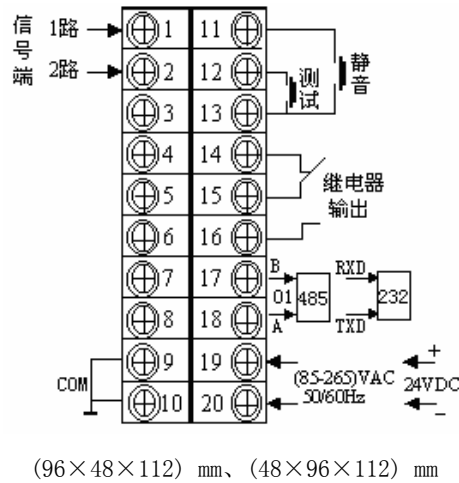 信号端
1路
2路
1 11
2 12
3 13
4 14
5 15
6 16
7 17
8 18
9 19
10 20
测试
静音
继电器
输出
B
A
01
485
RXD
TXD
232
COM
(85-265)VAC
50/60Hz
+
24VDC
-
(96×48×112) mm、(48×96×112) mm